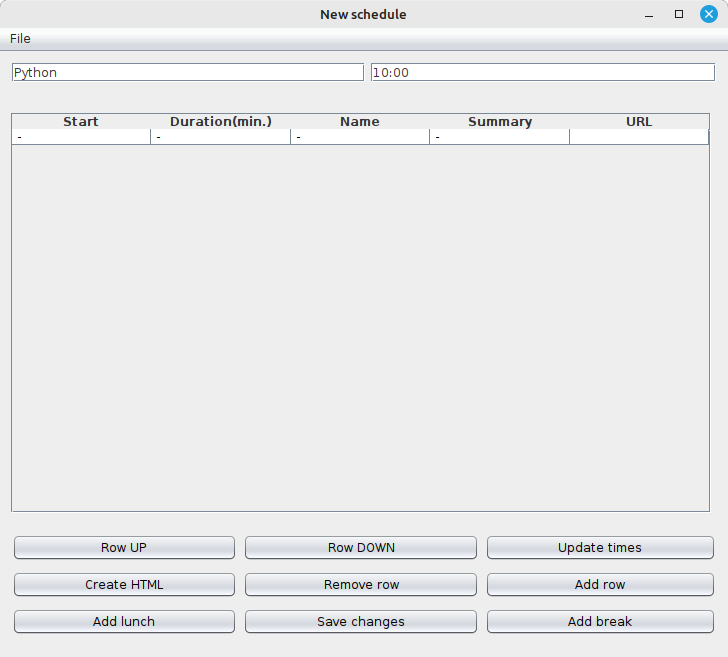 New schedule
File
Python 10:00
Start Duration(min.) Name Summary URL
- - - -
Row UP Row DOWN Update times
Create HTML Remove row Add row
Add lunch Save changes Add break